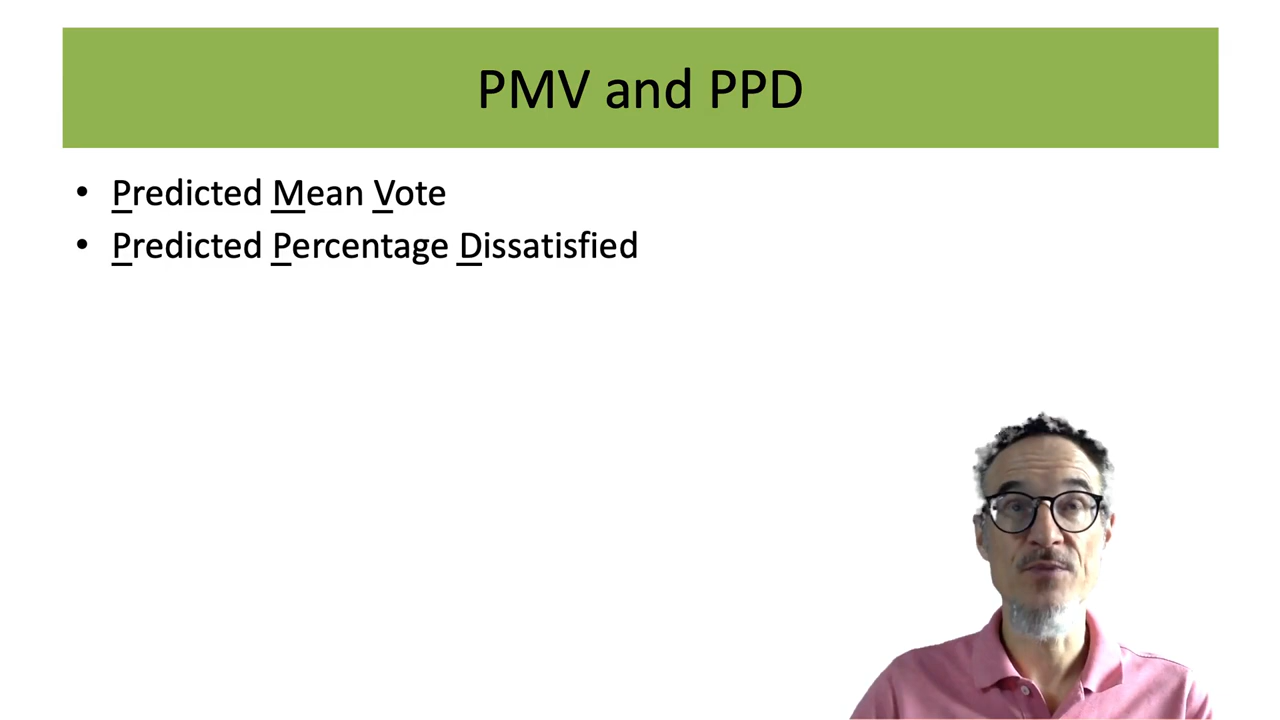 PMV and PPD
• Predicted Mean Vote
• Predicted Percentage Dissatisfied